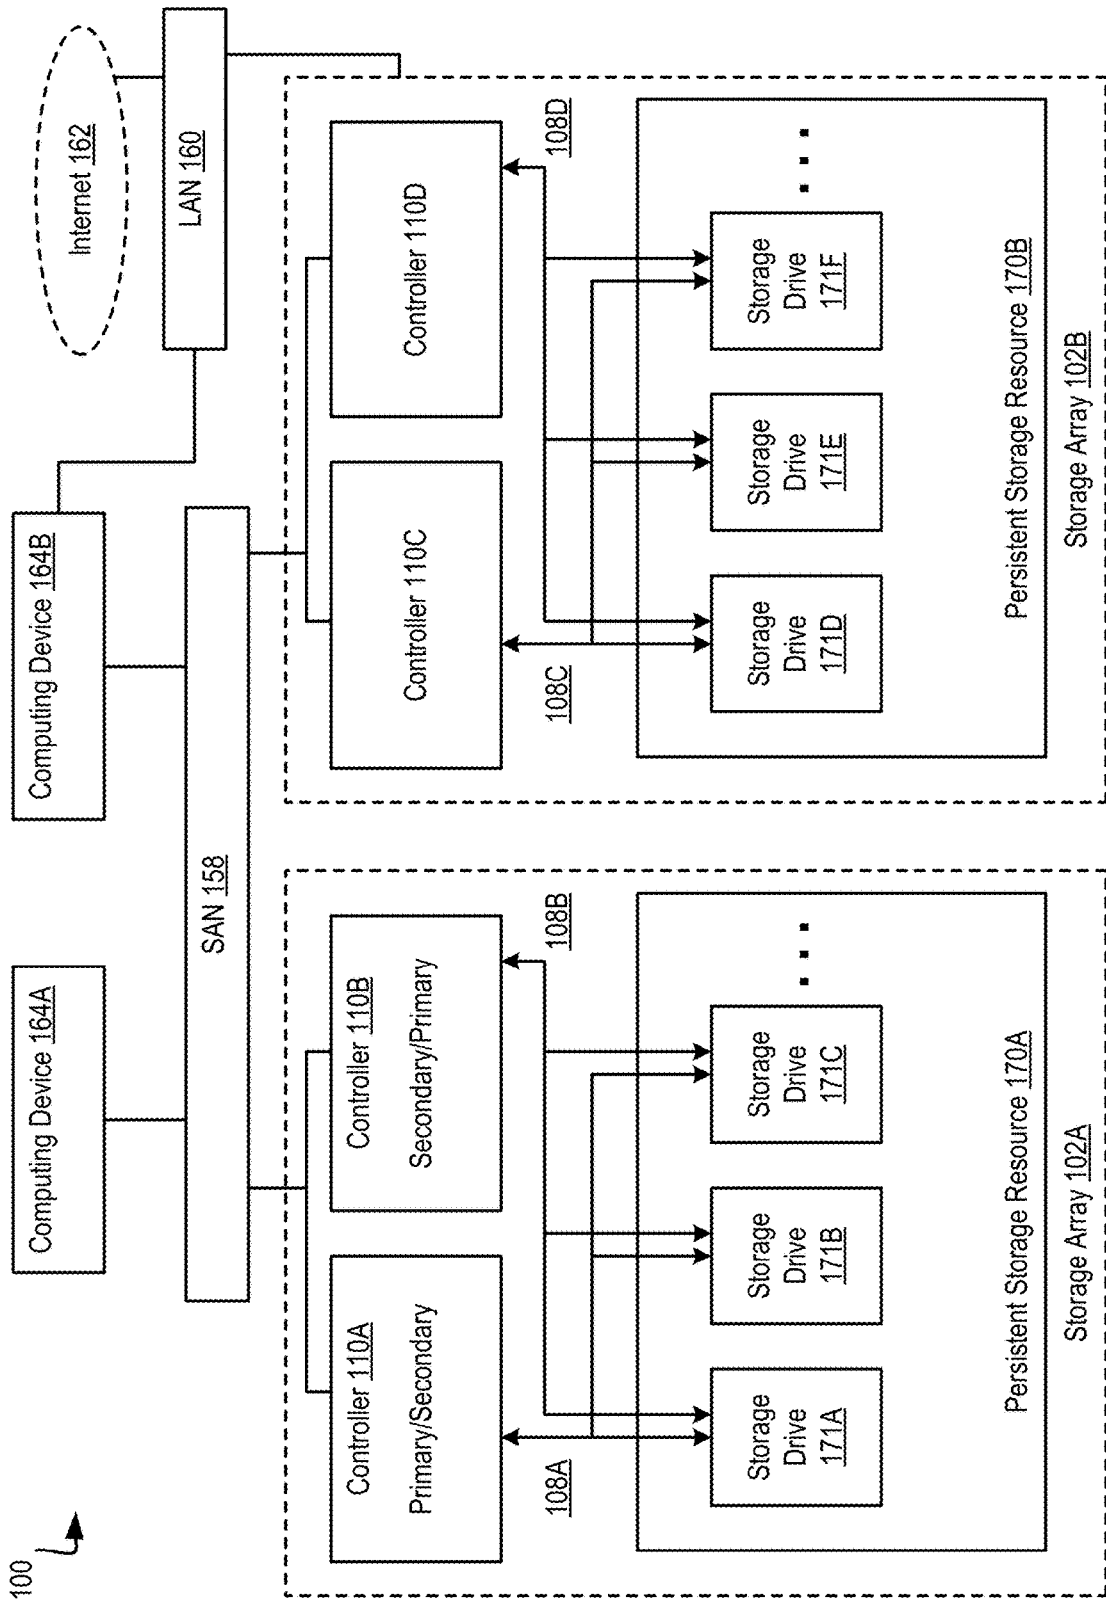 100
Computing Device 164A
Computing Device 164B
Internet 162
SAN 158
LAN 160
Controller 110A
Primary/Secondary
Controller 110B
Secondary/Primary
Controller 110C
Controller 110D
108A
108B
108C
108D
Storage
Drive
171A
Storage
Drive
171B
Storage
Drive
171C
Storage
Drive
171D
Storage
Drive
171E
Storage
Drive
171F
Persistent Storage Resource 170A
Persistent Storage Resource 170B
Storage Array 102A
Storage Array 102B